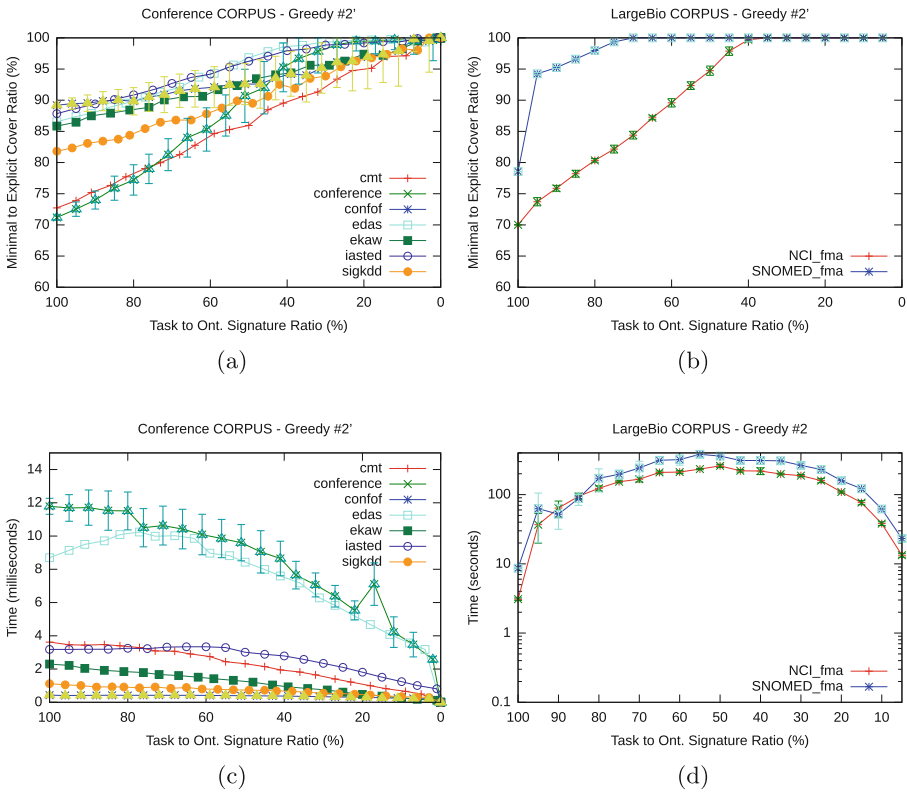 Conference CORPUS - Greedy #2’
Minimal to Explicit Cover Ratio (%)
100
95
90
85
80
75
70
65
60
100 80 60 40 20 0
cmt
conference
confof
edas
ekaw
iasted
sigkdd
Task to Ont. Signature Ratio (%)
(a)
LargeBio CORPUS - Greedy #2’
Minimal to Explicit Cover Ratio (%)
100
95
90
85
80
75
70
65
60
100 80 60 40 20 0
NCI_fma
SNOMED_fma
Task to Ont. Signature Ratio (%)
(b)
Conference CORPUS - Greedy #2’
Time (milliseconds)
14
12
10
8
6
4
2
0
100 80 60 40 20 0
cmt
conference
confof
edas
ekaw
iasted
sigkdd
Task to Ont. Signature Ratio (%)
(c)
LargeBio CORPUS - Greedy #2
Time (seconds)
100
10
1
0.1
100 90 80 70 60 50 40 30 20 10
NCI_fma
SNOMED_fma
Task to Ont. Signature Ratio (%)
(d)